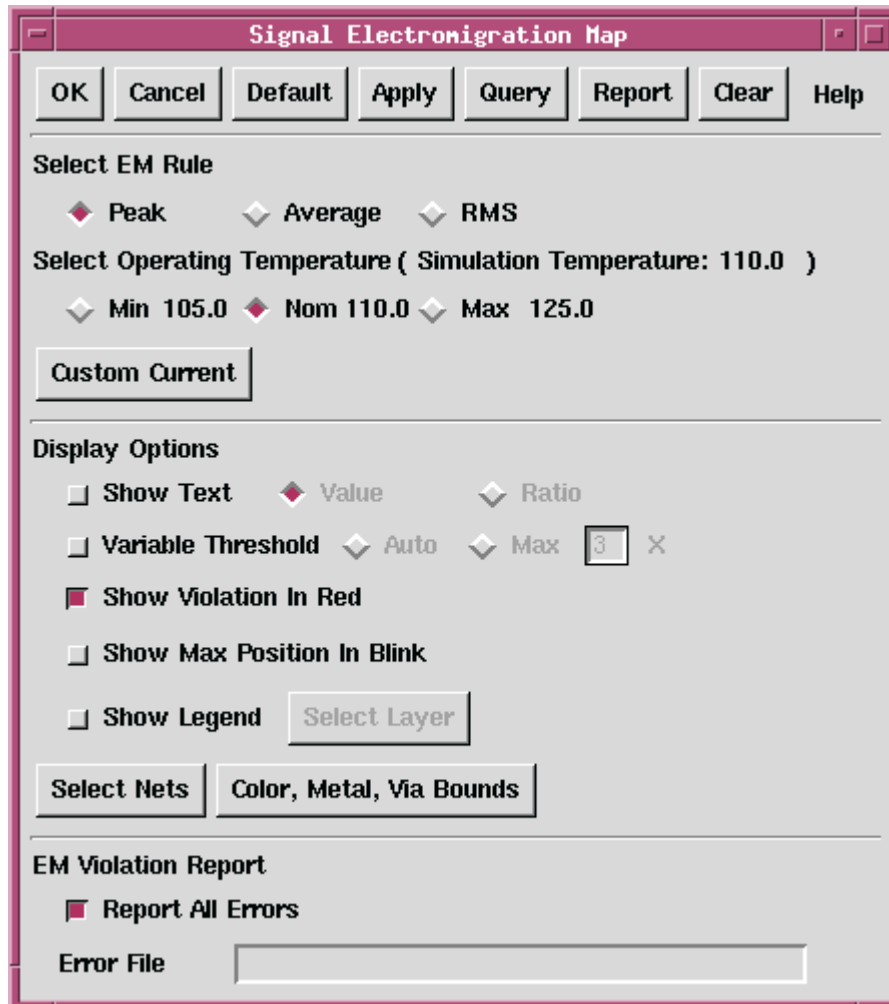 Signal Electromigration Map
OK Cancel Default Apply Query Report Clear Help
Select EM Rule
Peak Average RMS
Select Operating Temperature ( Simulation Temperature: 110.0 )
Min 105.0 Nom 110.0 Max 125.0
Custom Current
Display Options
Show Text Value Ratio
Variable Threshold Auto Max 3 X
Show Violation In Red
Show Max Position In Blink
Show Legend Select Layer
Select Nets Color, Metal, Via Bounds
EM Violation Report
Report All Errors
Error File